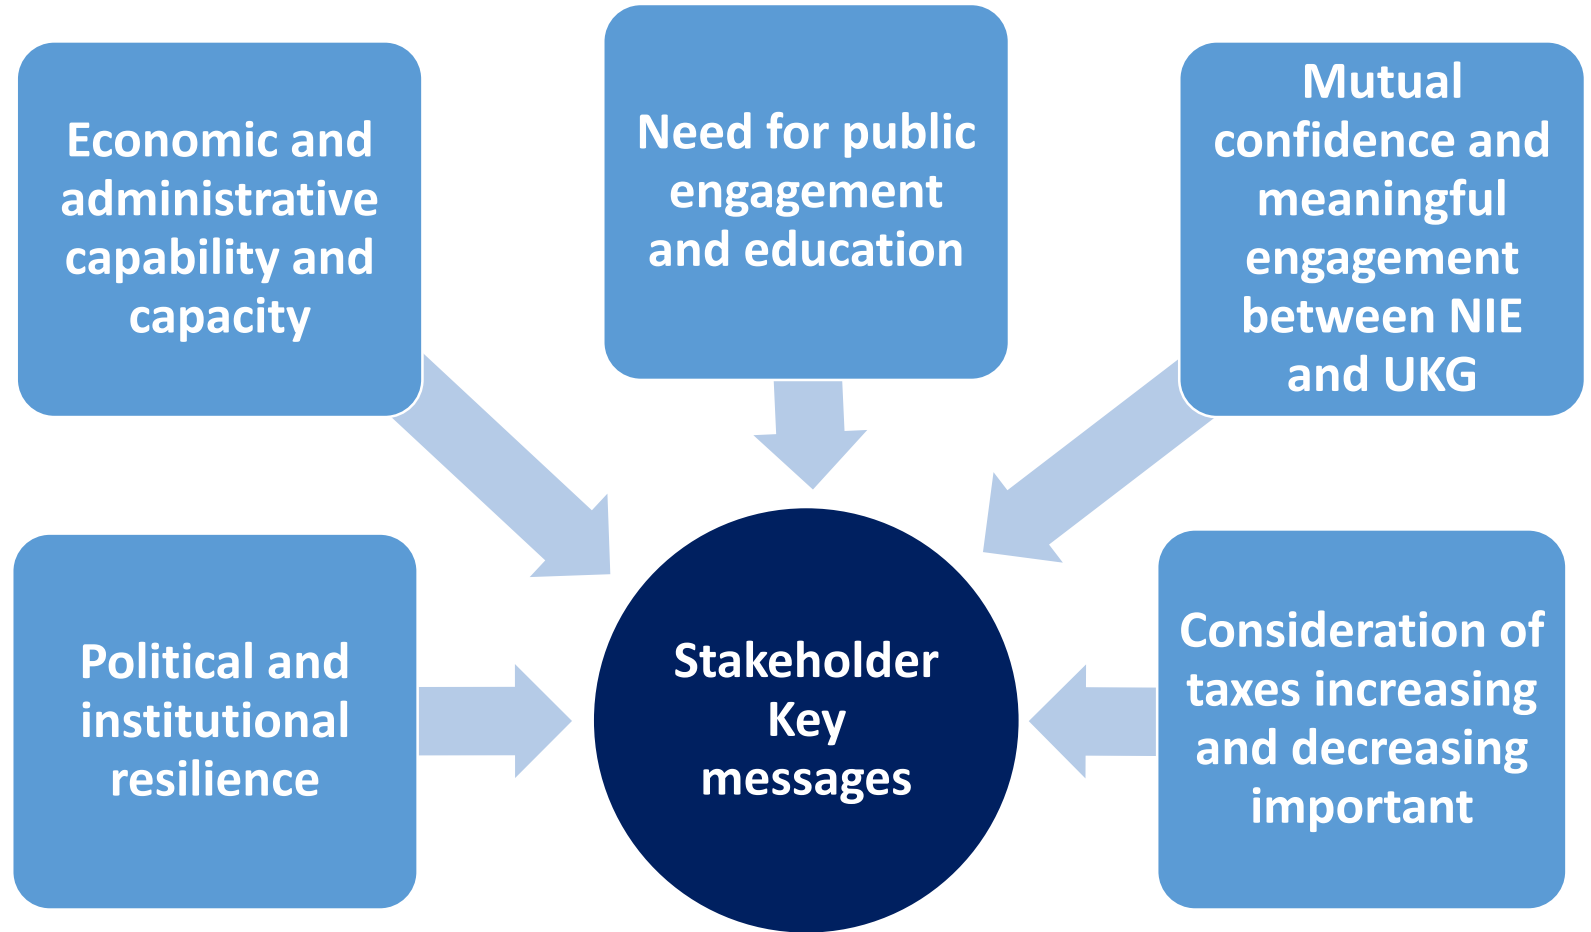 Economic and
administrative
capability and
capacity
Need for public
engagement
and education
Mutual
confidence and
meaningful
engagement
between NIE
and UKG
Political and
institutional
resilience
Stakeholder
Key
messages
Consideration of
taxes increasing
and decreasing
important